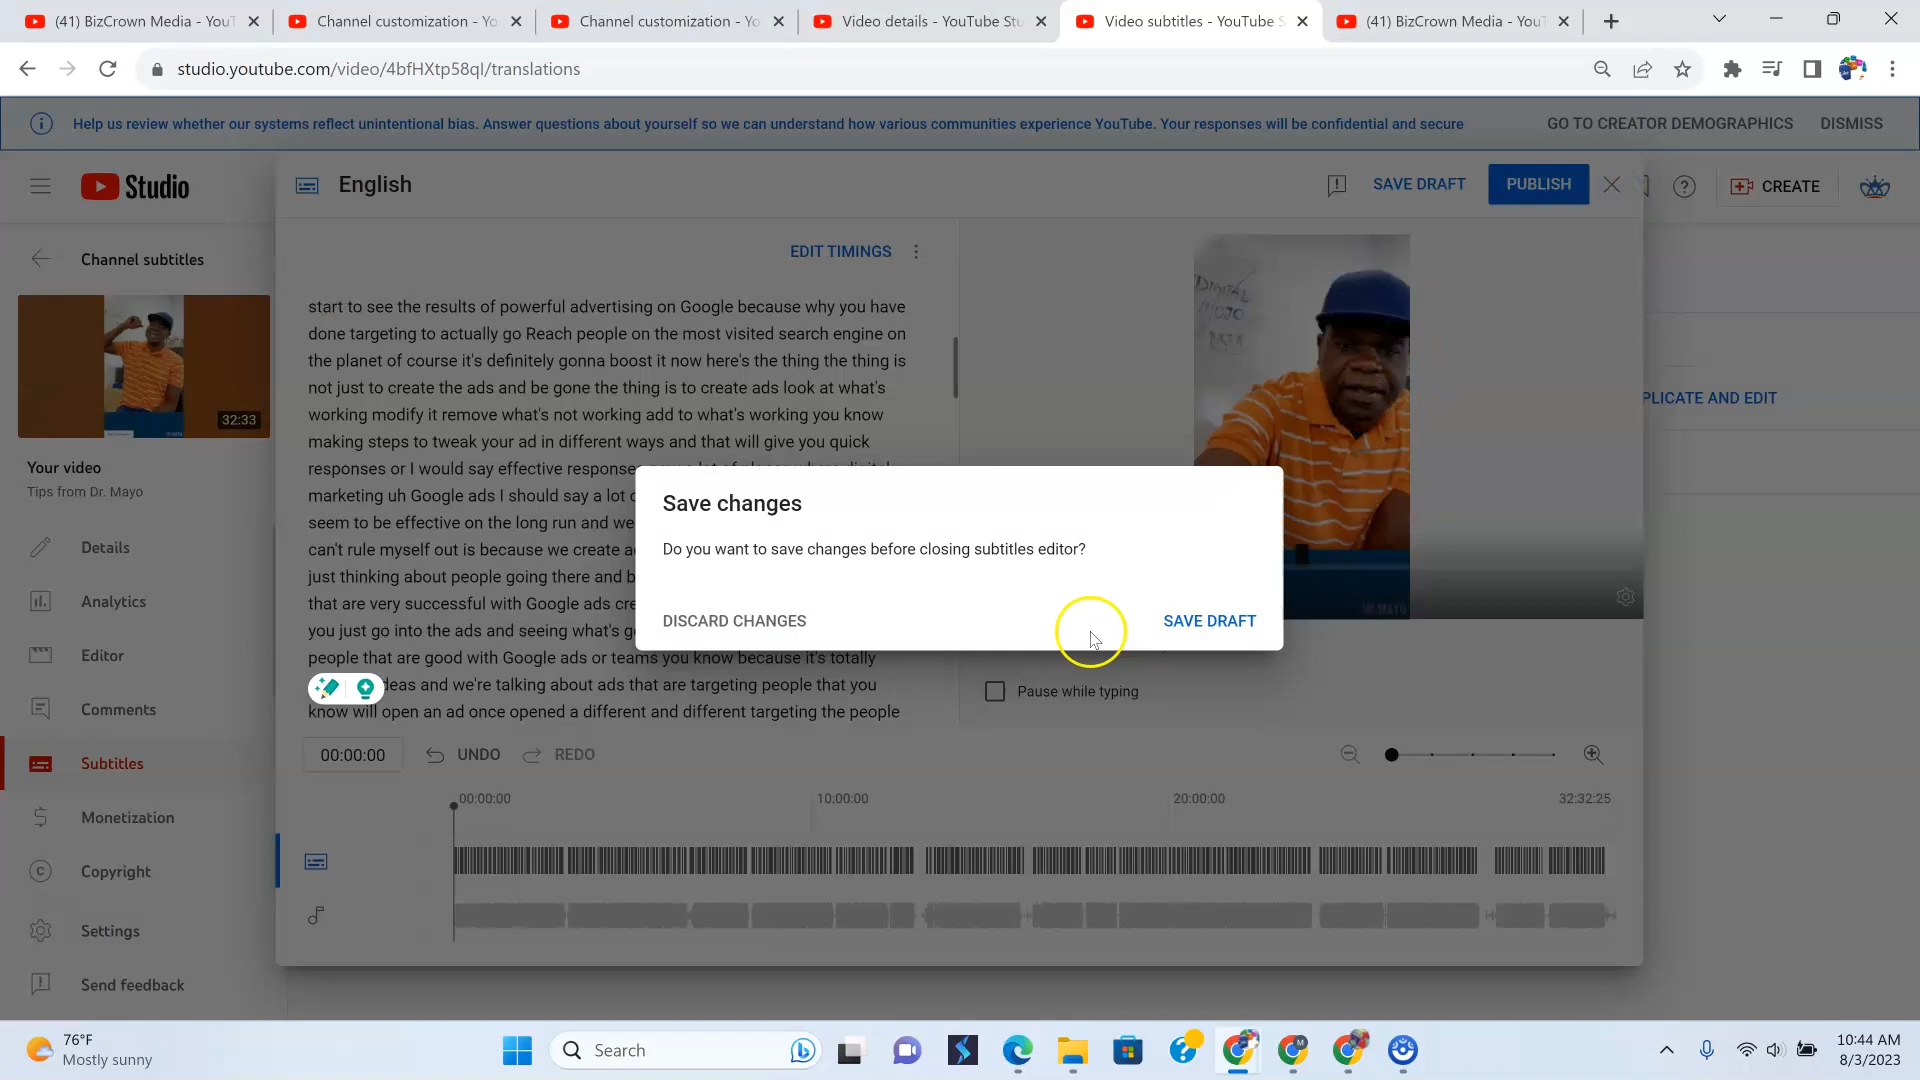 (41) BizCrown Media - YouT
Channel customization - Yo
Channel customization - Yo
Video details - YouTube Stu
Video subtitles - YouTube S
(41) BizCrown Media - YouT
studio.youtube.com/video/4bfHXtp58qI/translations
Help us review whether our systems reflect unintentional bias. Answer questions about yourself so we can understand how various communities experience YouTube. Your responses will be confidential and secure
GO TO CREATOR DEMOGRAPHICS
DISMISS
Studio
English
SAVE DRAFT
PUBLISH
CREATE
Channel subtitles
EDIT TIMINGS
start to see the results of powerful advertising on Google because why you have
done targeting to actually go Reach people on the most visited search engine on
the planet of course it's definitely gonna boost it now here's the thing the thing is
not just to create the ads and be gone the thing is to create ads look at what's
working modify it remove what's not working add to what's working you know
making steps to tweak your ad in different ways and that will give you quick
responses or I would say effective responses
marketing uh Google ads I should say a lot
seem to be effective on the long run and we
can't rule myself out is because we create
just thinking about people going there and
that are very successful with Google ads
you just go into the ads and seeing what's
people that are good with Google ads or teams you know because it's totally
deas and we're talking about ads that are targeting people that you
know will open an ad once opened a different and different targeting the people
DIGITAL
MOJO
32:33
Your video
Tips from Dr. Mayo
Details
Analytics
Editor
Comments
Subtitles
Monetization
Copyright
Settings
Send feedback
PLICATE AND EDIT
Save changes
Do you want to save changes before closing subtitles editor?
DISCARD CHANGES
SAVE DRAFT
Pause while typing
00:00:00
UNDO
REDO
00:00:00
10:00:00
20:00:00
32:32:25
76°F
Mostly sunny
Search
10:44 AM
8/3/2023